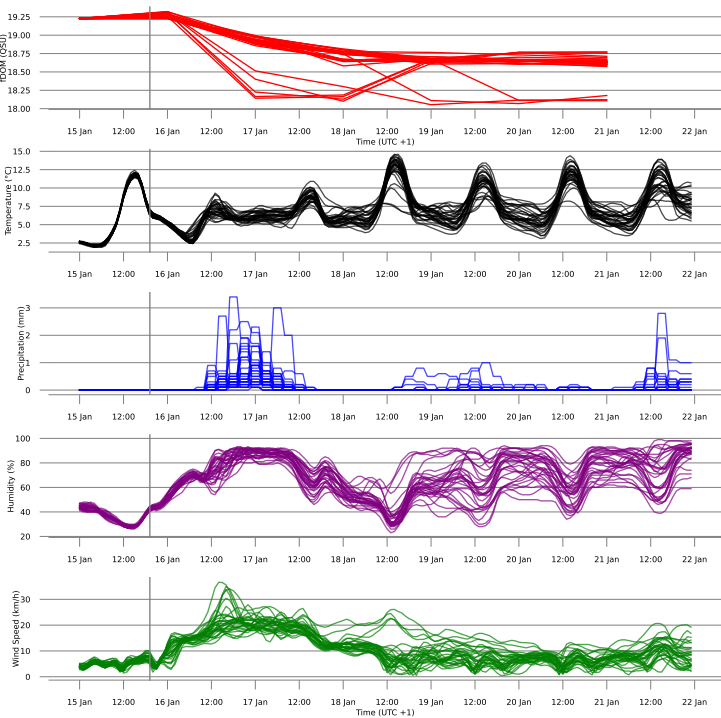 fDOM (QSU)
19.25
19.00
18.75
18.50
18.25
18.00
15 Jan 12:00 16 Jan 12:00 17 Jan 12:00 18 Jan 12:00 19 Jan 12:00 20 Jan 12:00 21 Jan 12:00 22 Jan
Time (UTC +1)
Temperature (°C)
15.0
12.5
10.0
7.5
5.0
2.5
15 Jan 12:00 16 Jan 12:00 17 Jan 12:00 18 Jan 12:00 19 Jan 12:00 20 Jan 12:00 21 Jan 12:00 22 Jan
Precipitation (mm)
3
2
1
0
15 Jan 12:00 16 Jan 12:00 17 Jan 12:00 18 Jan 12:00 19 Jan 12:00 20 Jan 12:00 21 Jan 12:00 22 Jan
Humidity (%)
100
80
60
40
20
15 Jan 12:00 16 Jan 12:00 17 Jan 12:00 18 Jan 12:00 19 Jan 12:00 20 Jan 12:00 21 Jan 12:00 22 Jan
Wind Speed (km/h)
30
20
10
0
15 Jan 12:00 16 Jan 12:00 17 Jan 12:00 18 Jan 12:00 19 Jan 12:00 20 Jan 12:00 21 Jan 12:00 22 Jan
Time (UTC +1)